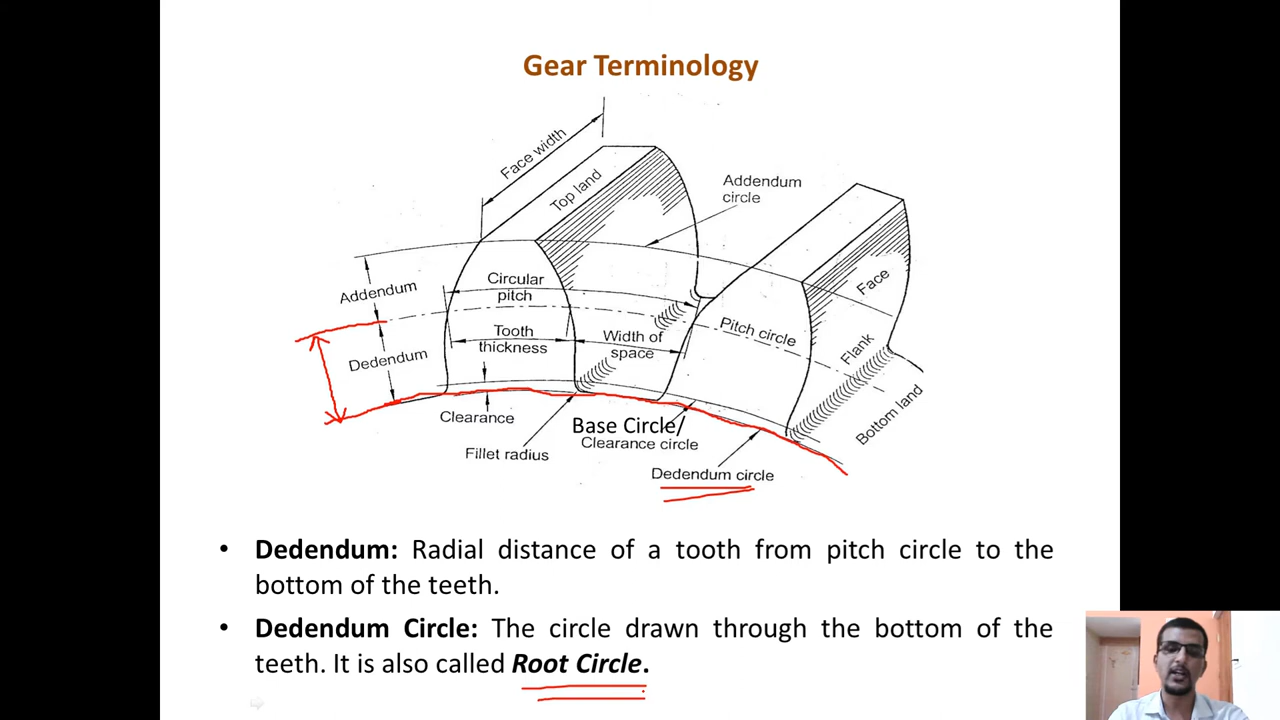 Gear Terminology
Face width
Top land
Addendum
circle
Circular
pitch
Addendum
Face
Pitch circle
Tooth
thickness
Width of
space
Dedendum
Flank
Bottom land
Clearance
Base Circle/
Clearance circle
Fillet radius
Dedendum circle
• Dedendum: Radial distance of a tooth from pitch circle to the
bottom of the teeth.
• Dedendum Circle: The circle drawn through the bottom of the
teeth. It is also called Root Circle.